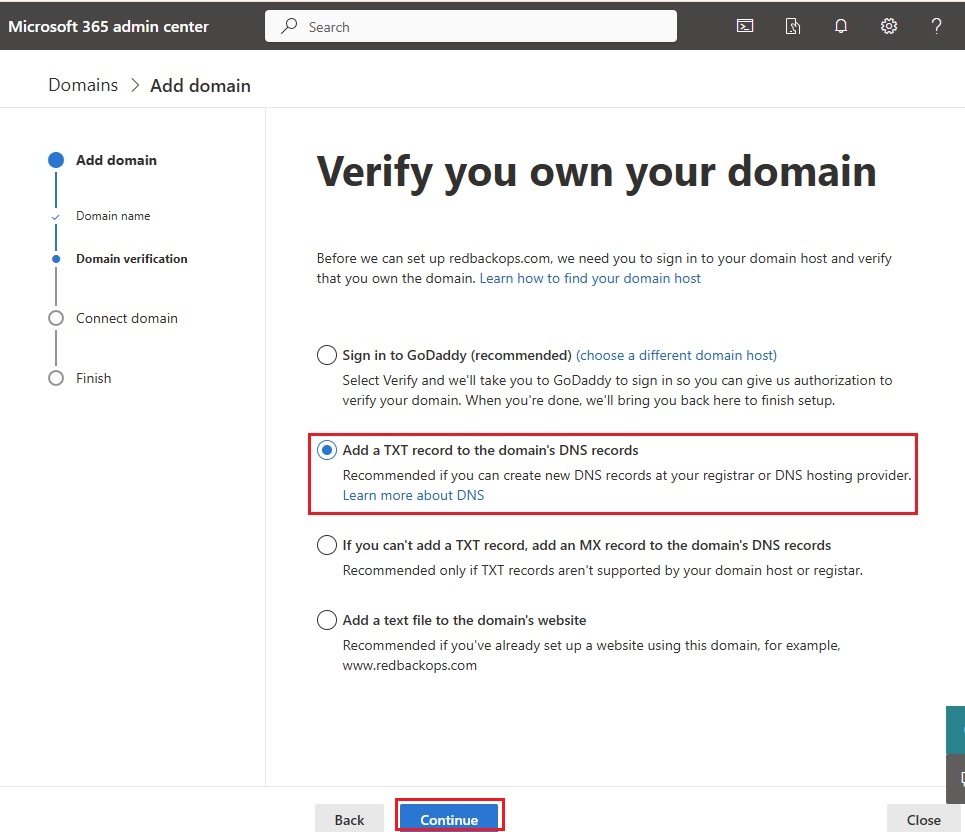 Microsoft 365 admin center
Search
Domains > Add domain
Add domain
Domain name
Domain verification
Connect domain
Finish
Verify you own your domain
Before we can set up redbackops.com, we need you to sign in to your domain host and verify
that you own the domain. Learn how to find your domain host
Sign in to GoDaddy (recommended) (choose a different domain host)
Select Verify and we'll take you to GoDaddy to sign in so you can give us authorization to
verify your domain. When you're done, we'll bring you back here to finish setup.
Add a TXT record to the domain's DNS records
Recommended if you can create new DNS records at your registrar or DNS hosting provider.
Learn more about DNS
If you can't add a TXT record, add an MX record to the domain's DNS records
Recommended only if TXT records aren't supported by your domain host or registar.
Add a text file to the domain's website
Recommended if you've already set up a website using this domain, for example,
www.redbackops.com
Back
Continue
Close